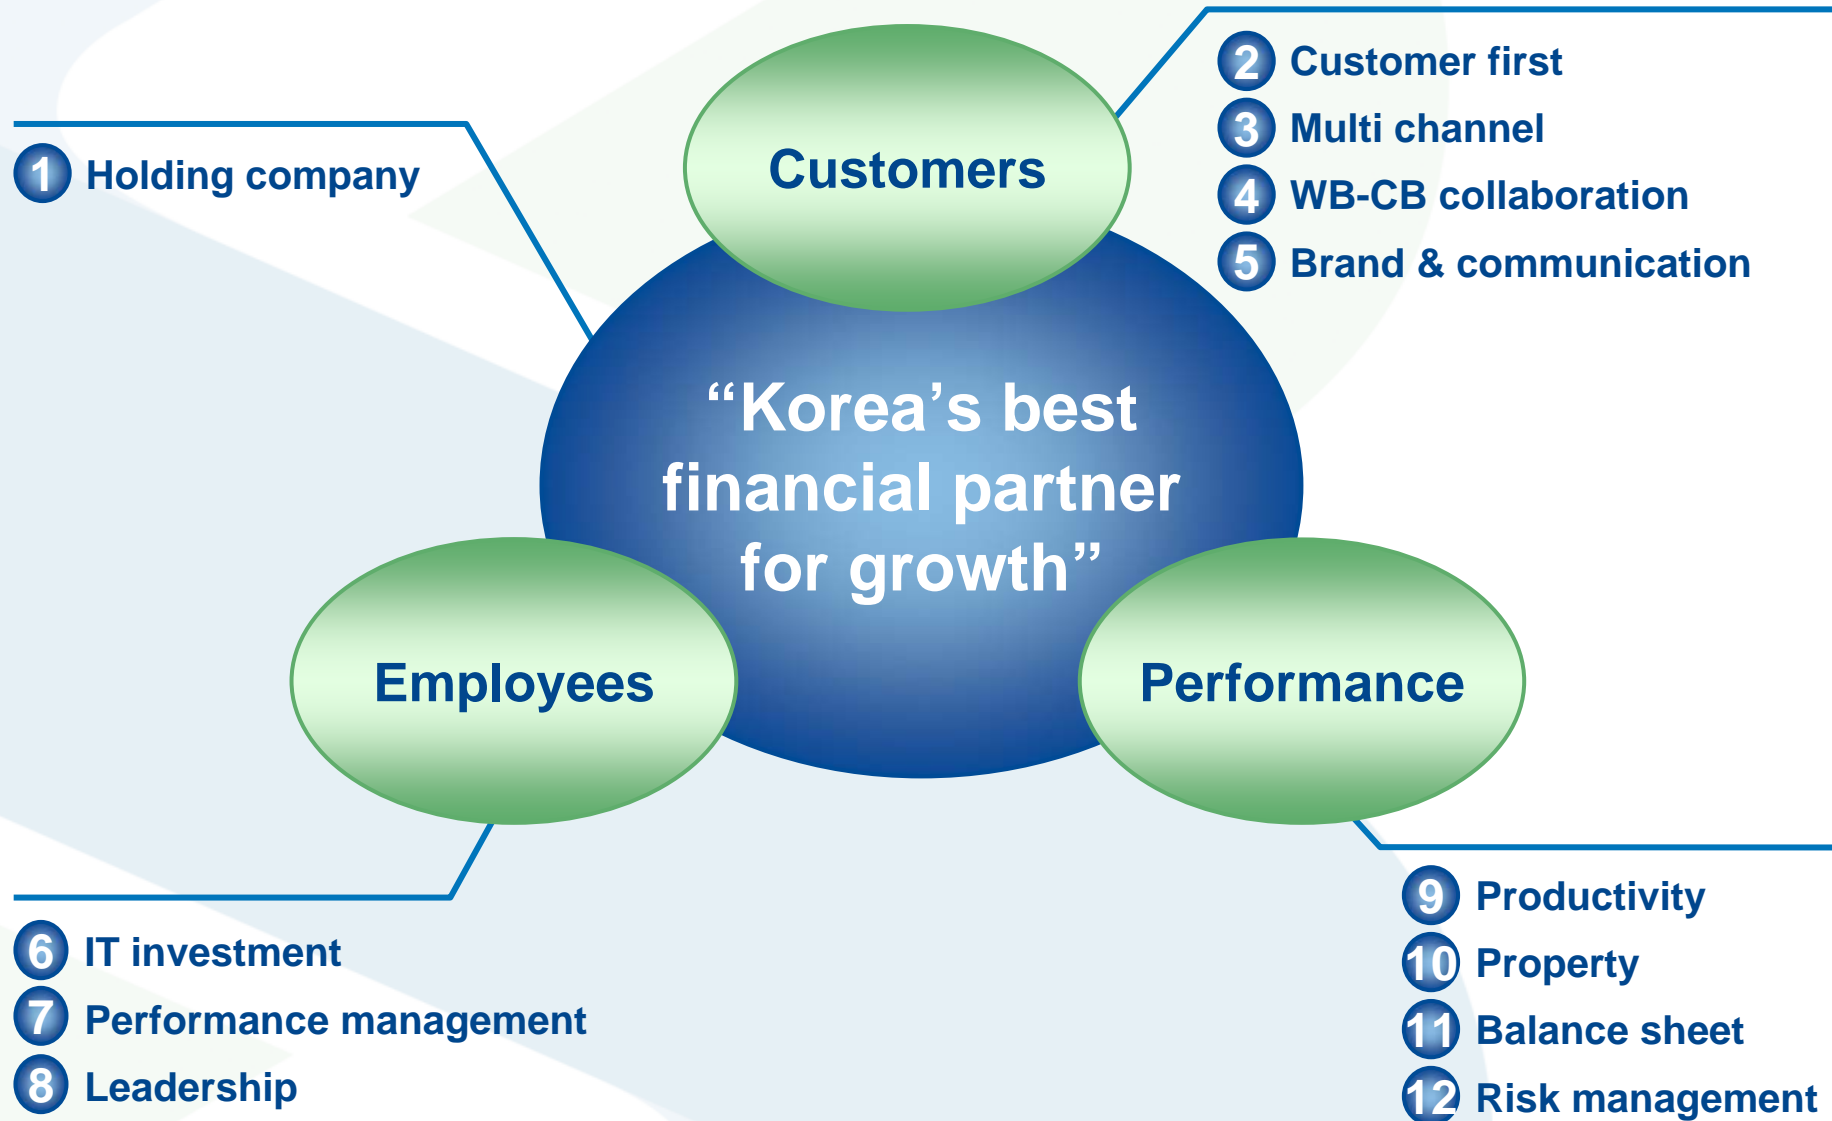 1 Holding company
Customers
2 Customer first
3 Multi channel
4 WB-CB collaboration
5 Brand & communication
“Korea’s best
financial partner
for growth”
Employees
Performance
6 IT investment
7 Performance management
8 Leadership
9 Productivity
10 Property
11 Balance sheet
12 Risk management